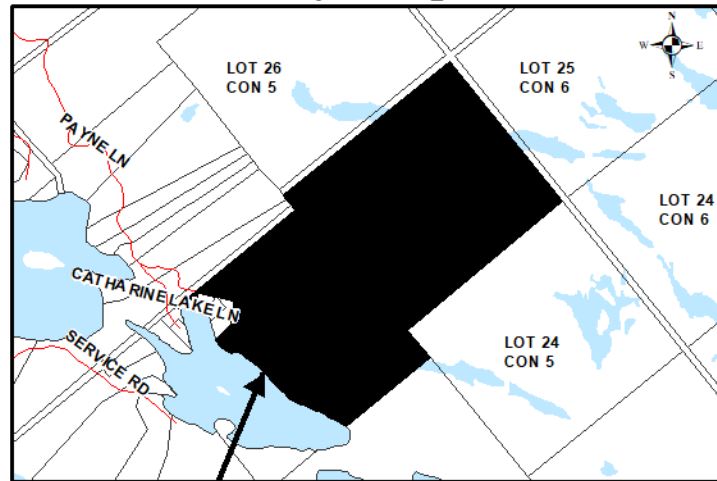 N
W E
S
LOT 26
CON 5
LOT 25
CON 6
PAYNE LN
LOT 24
CON 6
CATHARINE LAKE LN
SERVICE RD
LOT 24
CON 5